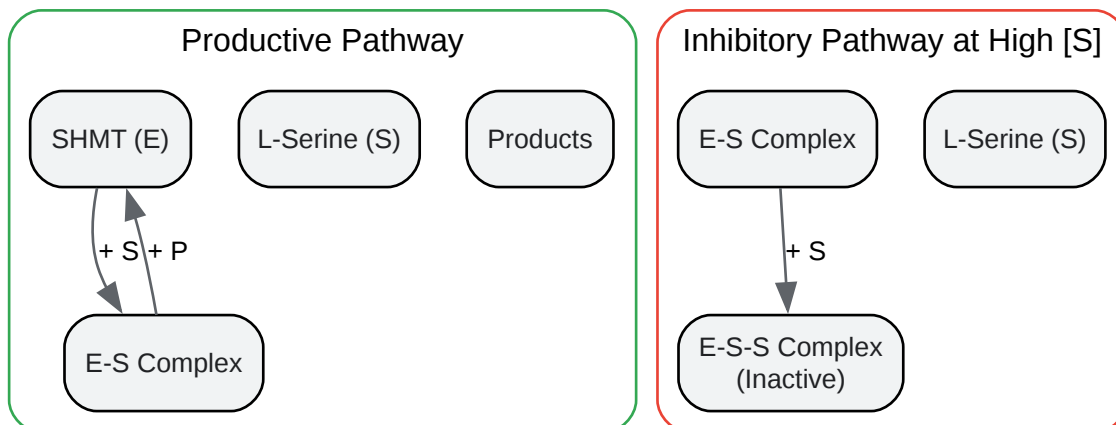 Productive Pathway
SHMT (E)
L-Serine (S)
Products
+ S
+ P
E-S Complex
Inhibitory Pathway at High [S]
E-S Complex
L-Serine (S)
+ S
E-S-S Complex
(Inactive)